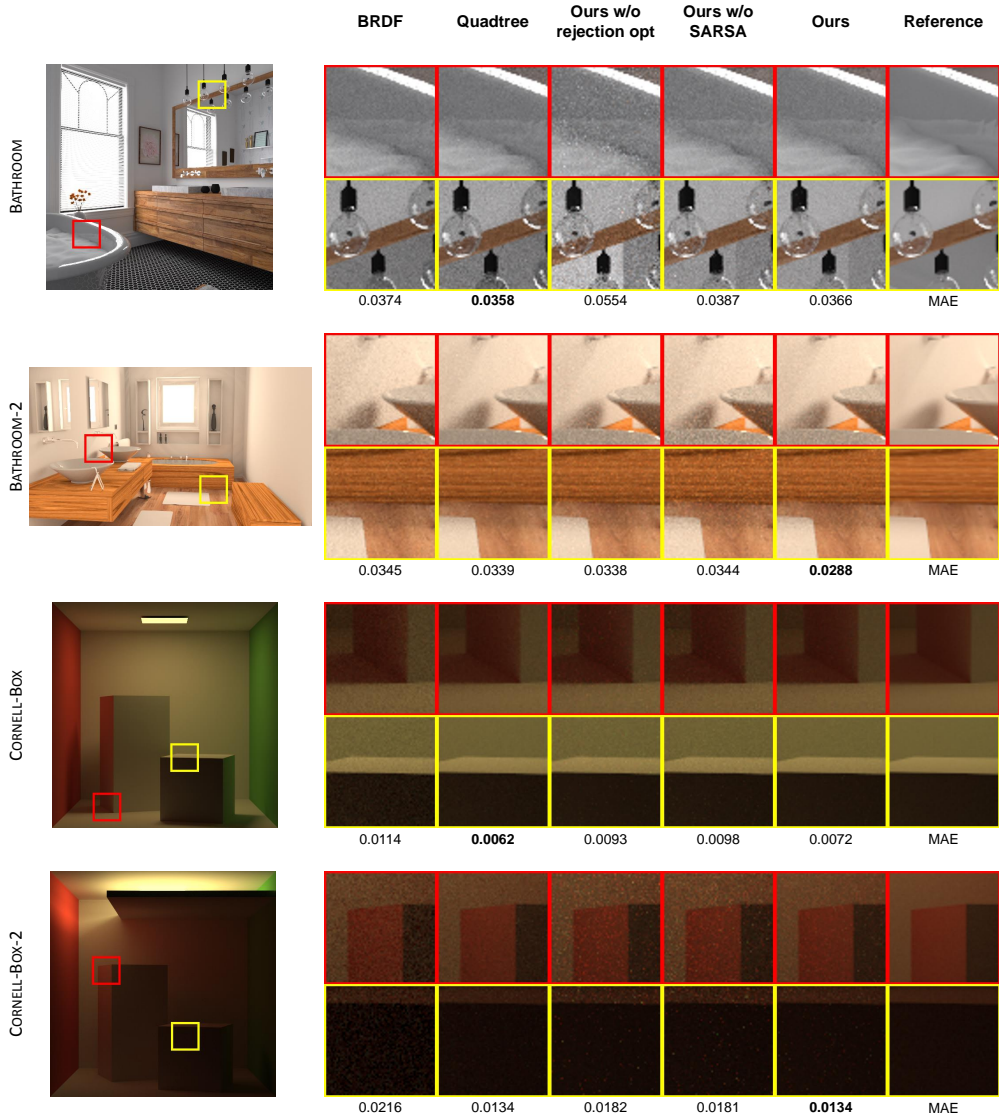 BRDF Quadtree Ours w/o rejection opt Ours w/o SARSA Ours Reference
BATHROOM
0.0374 0.0358 0.0554 0.0387 0.0366 MAE
BATHROOM-2
0.0345 0.0339 0.0338 0.0344 0.0288 MAE
CORNELL-BOX
0.0114 0.0062 0.0093 0.0098 0.0072 MAE
CORNELL-BOX-2
0.0216 0.0134 0.0182 0.0181 0.0134 MAE